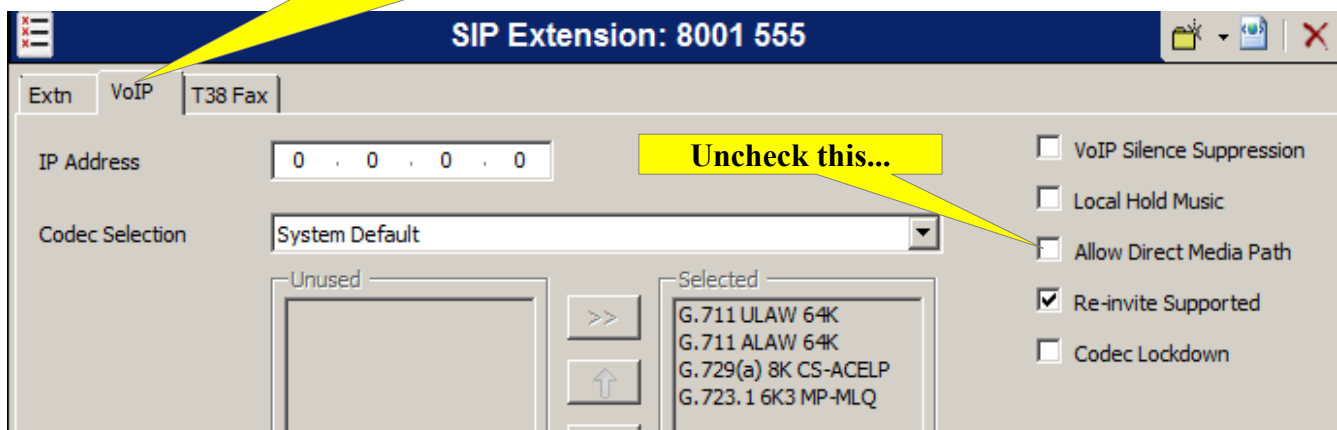 SIP Extension: 8001 555
Extn VoIP T38 Fax
IP Address 0 . 0 . 0 . 0
Uncheck this...
VoIP Silence Suppression
Local Hold Music
Codec Selection System Default
Allow Direct Media Path
Unused
Selected
Re-invite Supported
>>
G.711 ULAW 64K
G.711 ALAW 64K
G.729(a) 8K CS-ACELP
G.723.1 6K3 MP-MLQ
Codec Lockdown